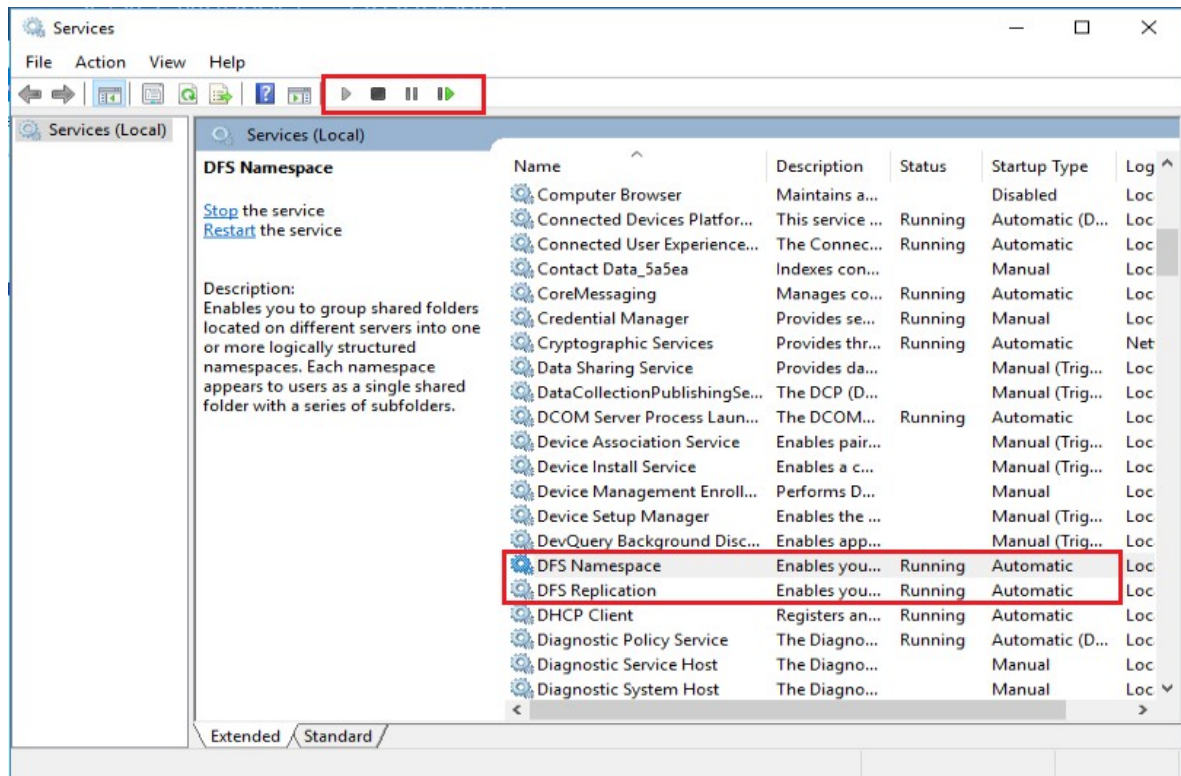 Services
File Action View Help
Services (Local)
Services (Local)
DFS Namespace
Stop the service
Restart the service
Description:
Enables you to group shared folders
located on different servers into one
or more logically structured
namespaces. Each namespace
appears to users as a single shared
folder with a series of subfolders.
Name Description Status Startup Type Log
Computer Browser Maintains a... Disabled Loc
Connected Devices Platfor... This service ... Running Automatic (D... Loc
Connected User Experience... The Connec... Running Automatic Loc
Contact Data_5a5ea Indexes con... Manual Loc
CoreMessaging Manages co... Running Automatic Loc
Credential Manager Provides se... Running Manual Loc
Cryptographic Services Provides thr... Running Automatic Net
Data Sharing Service Provides da... Manual (Trig... Loc
DataCollectionPublishingSe... The DCP (D... Manual (Trig... Loc
DCOM Server Process Laun... The DCOM... Running Automatic Loc
Device Association Service Enables pair... Manual (Trig... Loc
Device Install Service Enables a c... Manual (Trig... Loc
Device Management Enroll... Performs D... Manual Loc
Device Setup Manager Enables the ... Manual (Trig... Loc
DevQuery Background Disc... Enables app... Manual (Trig... Loc
DFS Namespace Enables you... Running Automatic Loc
DFS Replication Enables you... Running Automatic Loc
DHCP Client Registers an... Running Automatic Loc
Diagnostic Policy Service The Diagno... Running Automatic (D... Loc
Diagnostic Service Host The Diagno... Manual Loc
Diagnostic System Host The Diagno... Manual Loc
Extended Standard